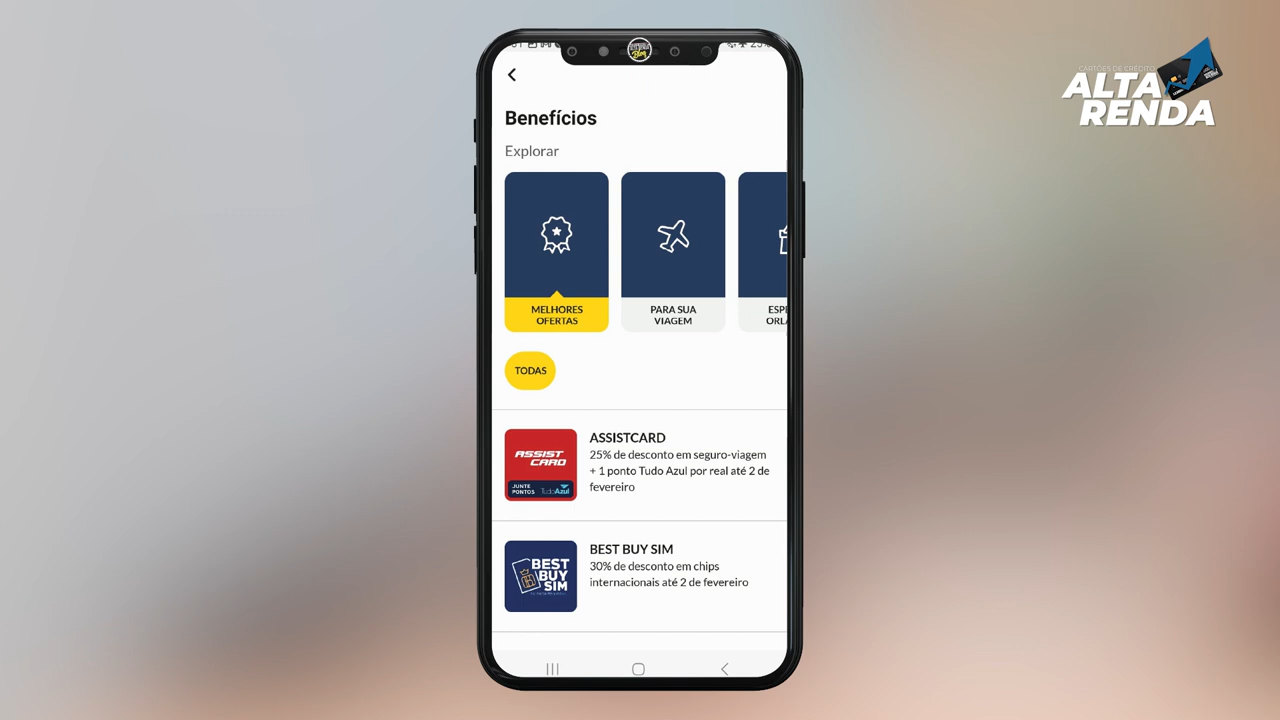 CARTÕES DE CRÉDITO
ALTA
RENDA
Benefícios
Explorar
MELHORES
OFERTAS
PARA SUA
VIAGEM
ESPE
ORLA
TODAS
ASSISTCARD
25% de desconto em seguro-viagem
+ 1 ponto Tudo Azul por real até 2 de
fevereiro
ASSIST
CARD
JUNTE
PONTOS
TudoAzul
BEST BUY SIM
30% de desconto em chips
internacionais até 2 de fevereiro
BEST
BUY
SIM